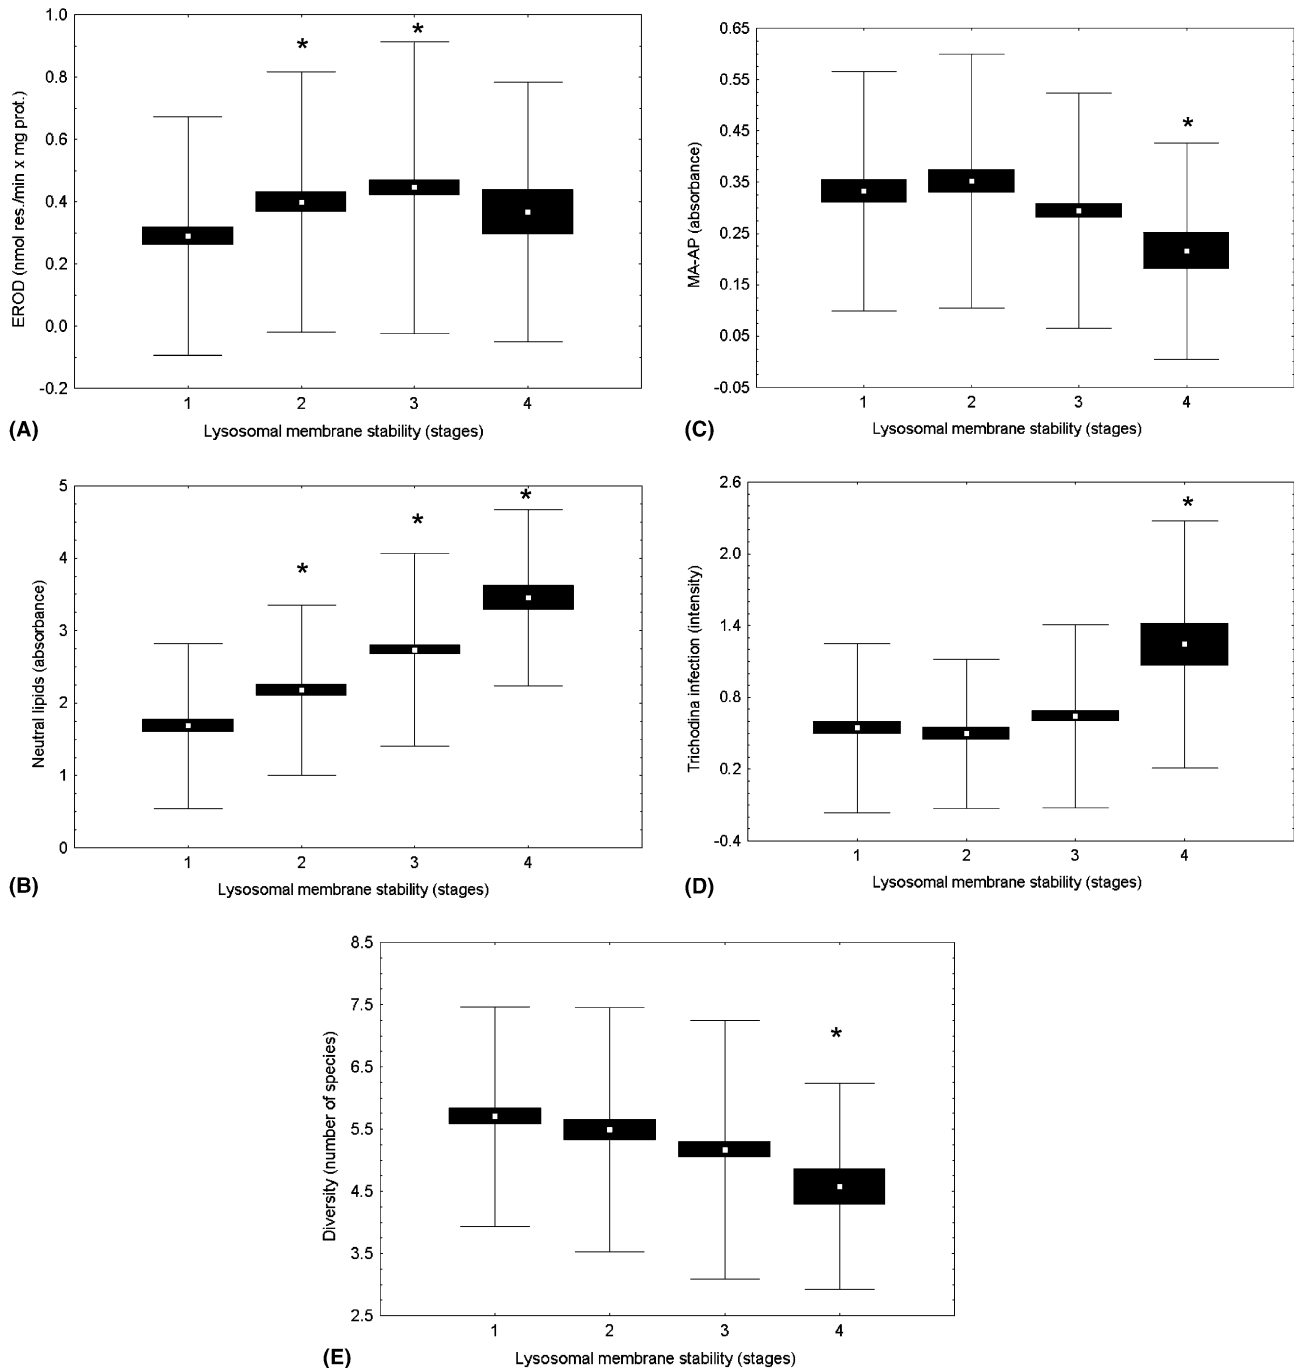 1.0
0.8
0.6
0.4
0.2
0.0
-0.2
EROD (nmol res./min x mg prot.)
* *
1 2 3 4
Lysosomal membrane stability (stages)
(A)
0.65
0.55
0.45
0.35
0.25
0.15
0.05
-0.05
MA-AP (absorbance)
*
1 2 3 4
Lysosomal membrane stability (stages)
(C)
5
4
3
2
1
0
Neutral lipids (absorbance)
* * *
1 2 3 4
Lysosomal membrane stability (stages)
(B)
2.6
2.0
1.4
0.8
0.2
-0.4
Trichodina infection (intensity)
*
1 2 3 4
Lysosomal membrane stability (stages)
(D)
8.5
7.5
6.5
5.5
4.5
3.5
2.5
Diversity (number of species)
*
1 2 3 4
Lysosomal membrane stability (stages)
(E)